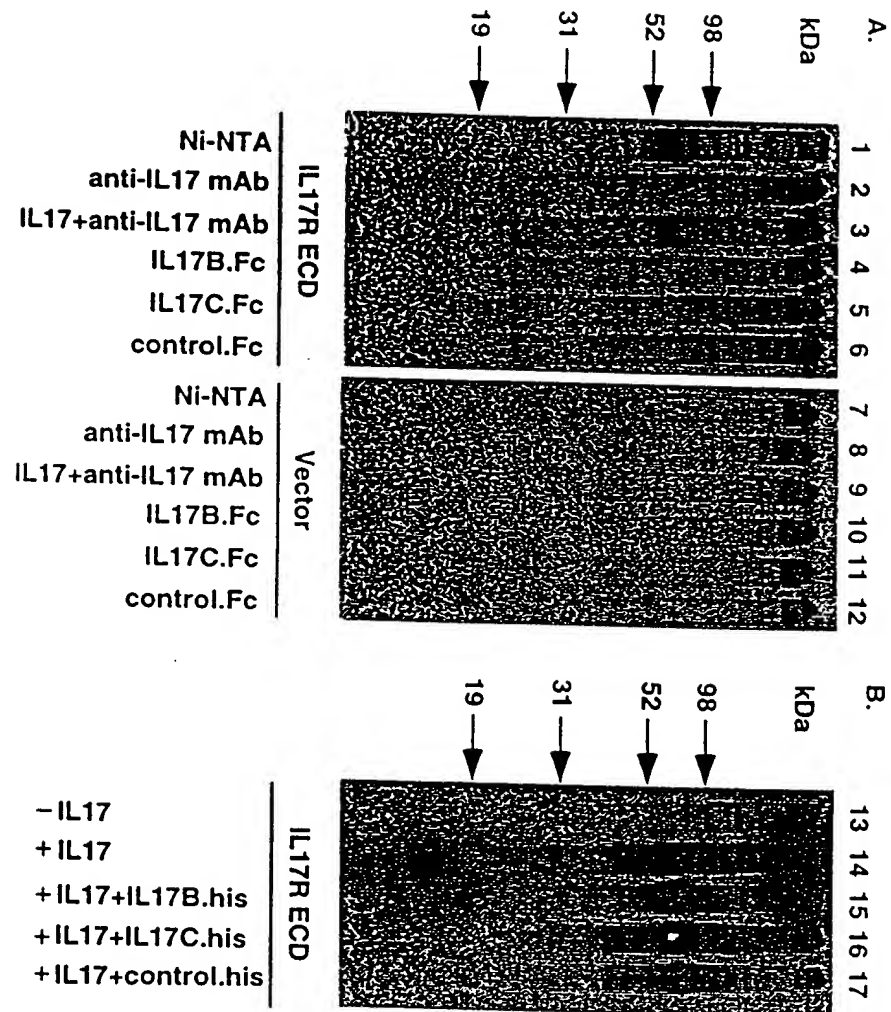 A.
kDa
98
52
31
19
1
2
3
4
5
6
7
8
9
10
11
12
Ni-NTA
anti-IL17 mAb
IL17+anti-IL17 mAb
IL17B.Fc
IL17C.Fc
control.Fc
IL17R ECD
Ni-NTA
anti-IL17 mAb
IL17+anti-IL17 mAb
IL17B.Fc
IL17C.Fc
control.Fc
Vector
B.
kDa
98
52
31
19
13
14
15
16
17
–IL17
+IL17
+IL17+IL17B.his
+IL17+IL17C.his
+IL17+control.his
IL17R ECD